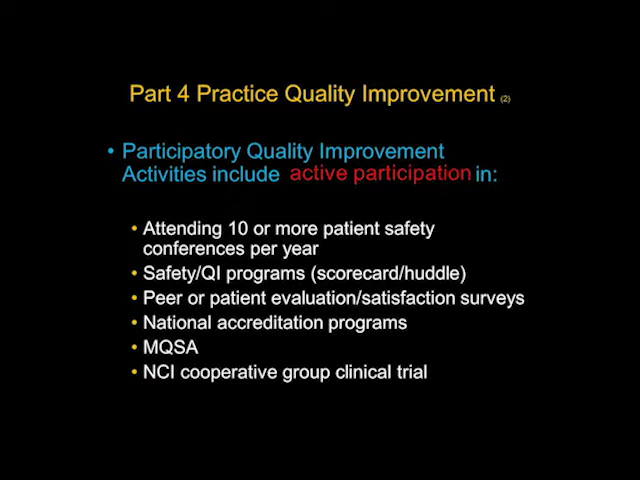 Part 4 Practice Quality Improvement (2)
• Participatory Quality Improvement
Activities include active participation in:
• Attending 10 or more patient safety
conferences per year
• Safety/QI programs (scorecard/huddle)
• Peer or patient evaluation/satisfaction surveys
• National accreditation programs
• MQSA
• NCI cooperative group clinical trial